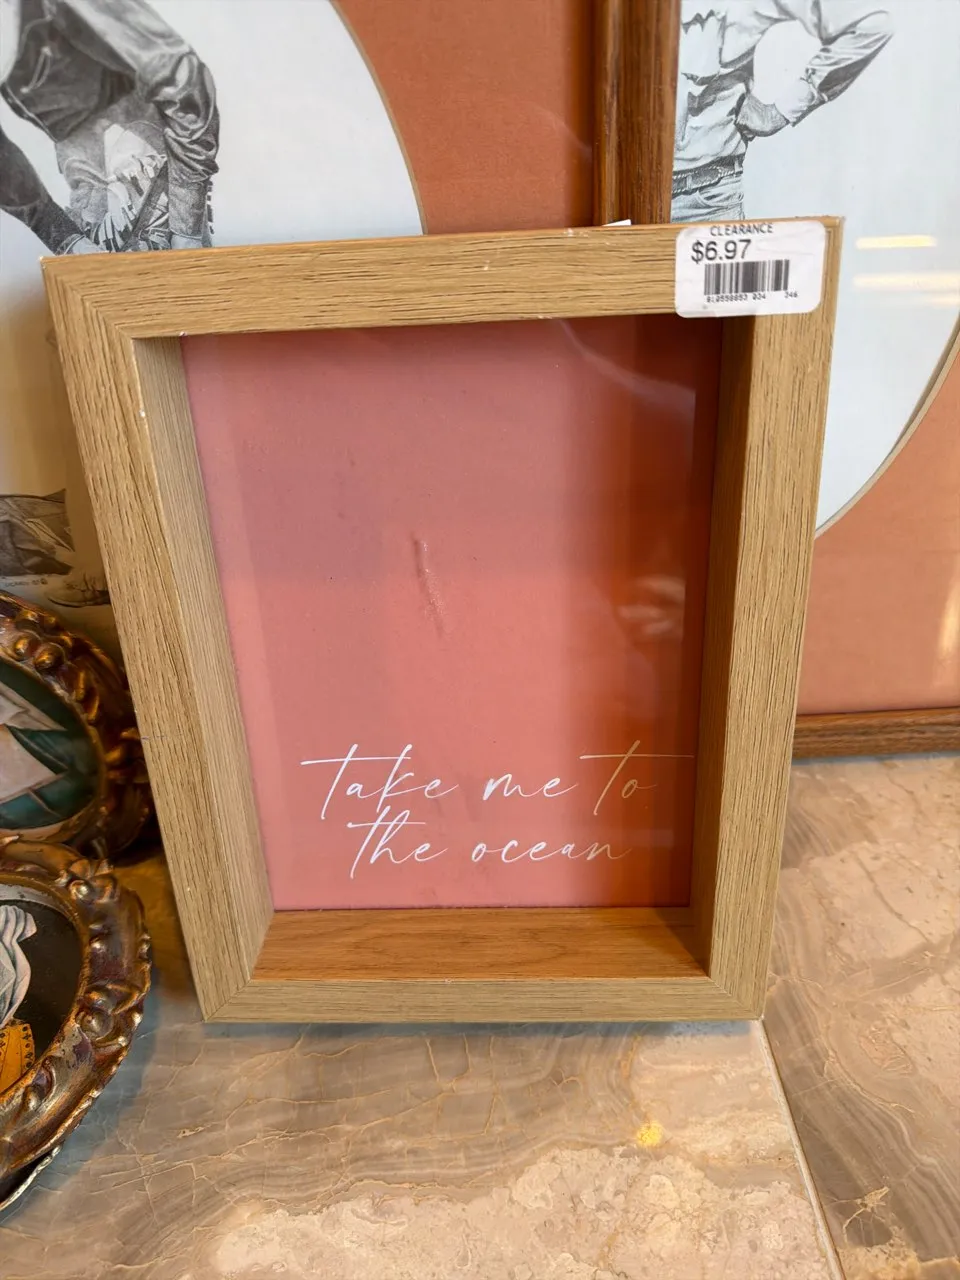 CLEARANCE
$6.97
take me to
the ocean